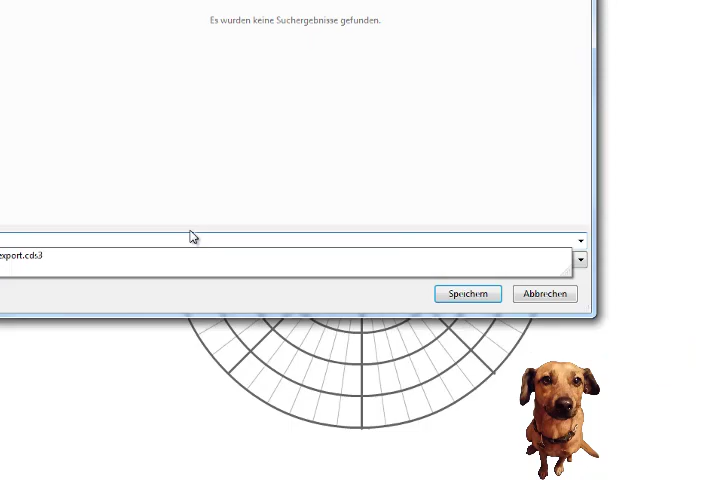 Es wurden keine Suchergebnisse gefunden.
export.cds3
Speichern
Abbrechen